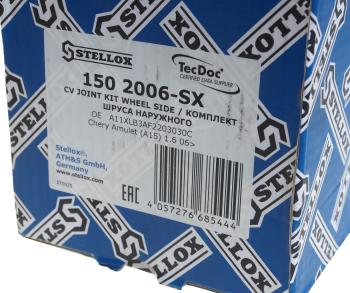 STELLOX
TecDoc
CERTIFIED DATA SUPPLIER
150 2006-SX
CV JOINT KIT WHEEL SIDE / КОМПЛЕКТ
ШРУСА НАРУЖНОГО
OE A11XLB3AF2203030C
Chery Amulet (A15) 1.6 06>
Stellox®,
ATH&S GmbH,
Germany
www.stellox.com
EAC
4 057276 685444
STELLOX
STELLOX
STELLOX
STELLOX